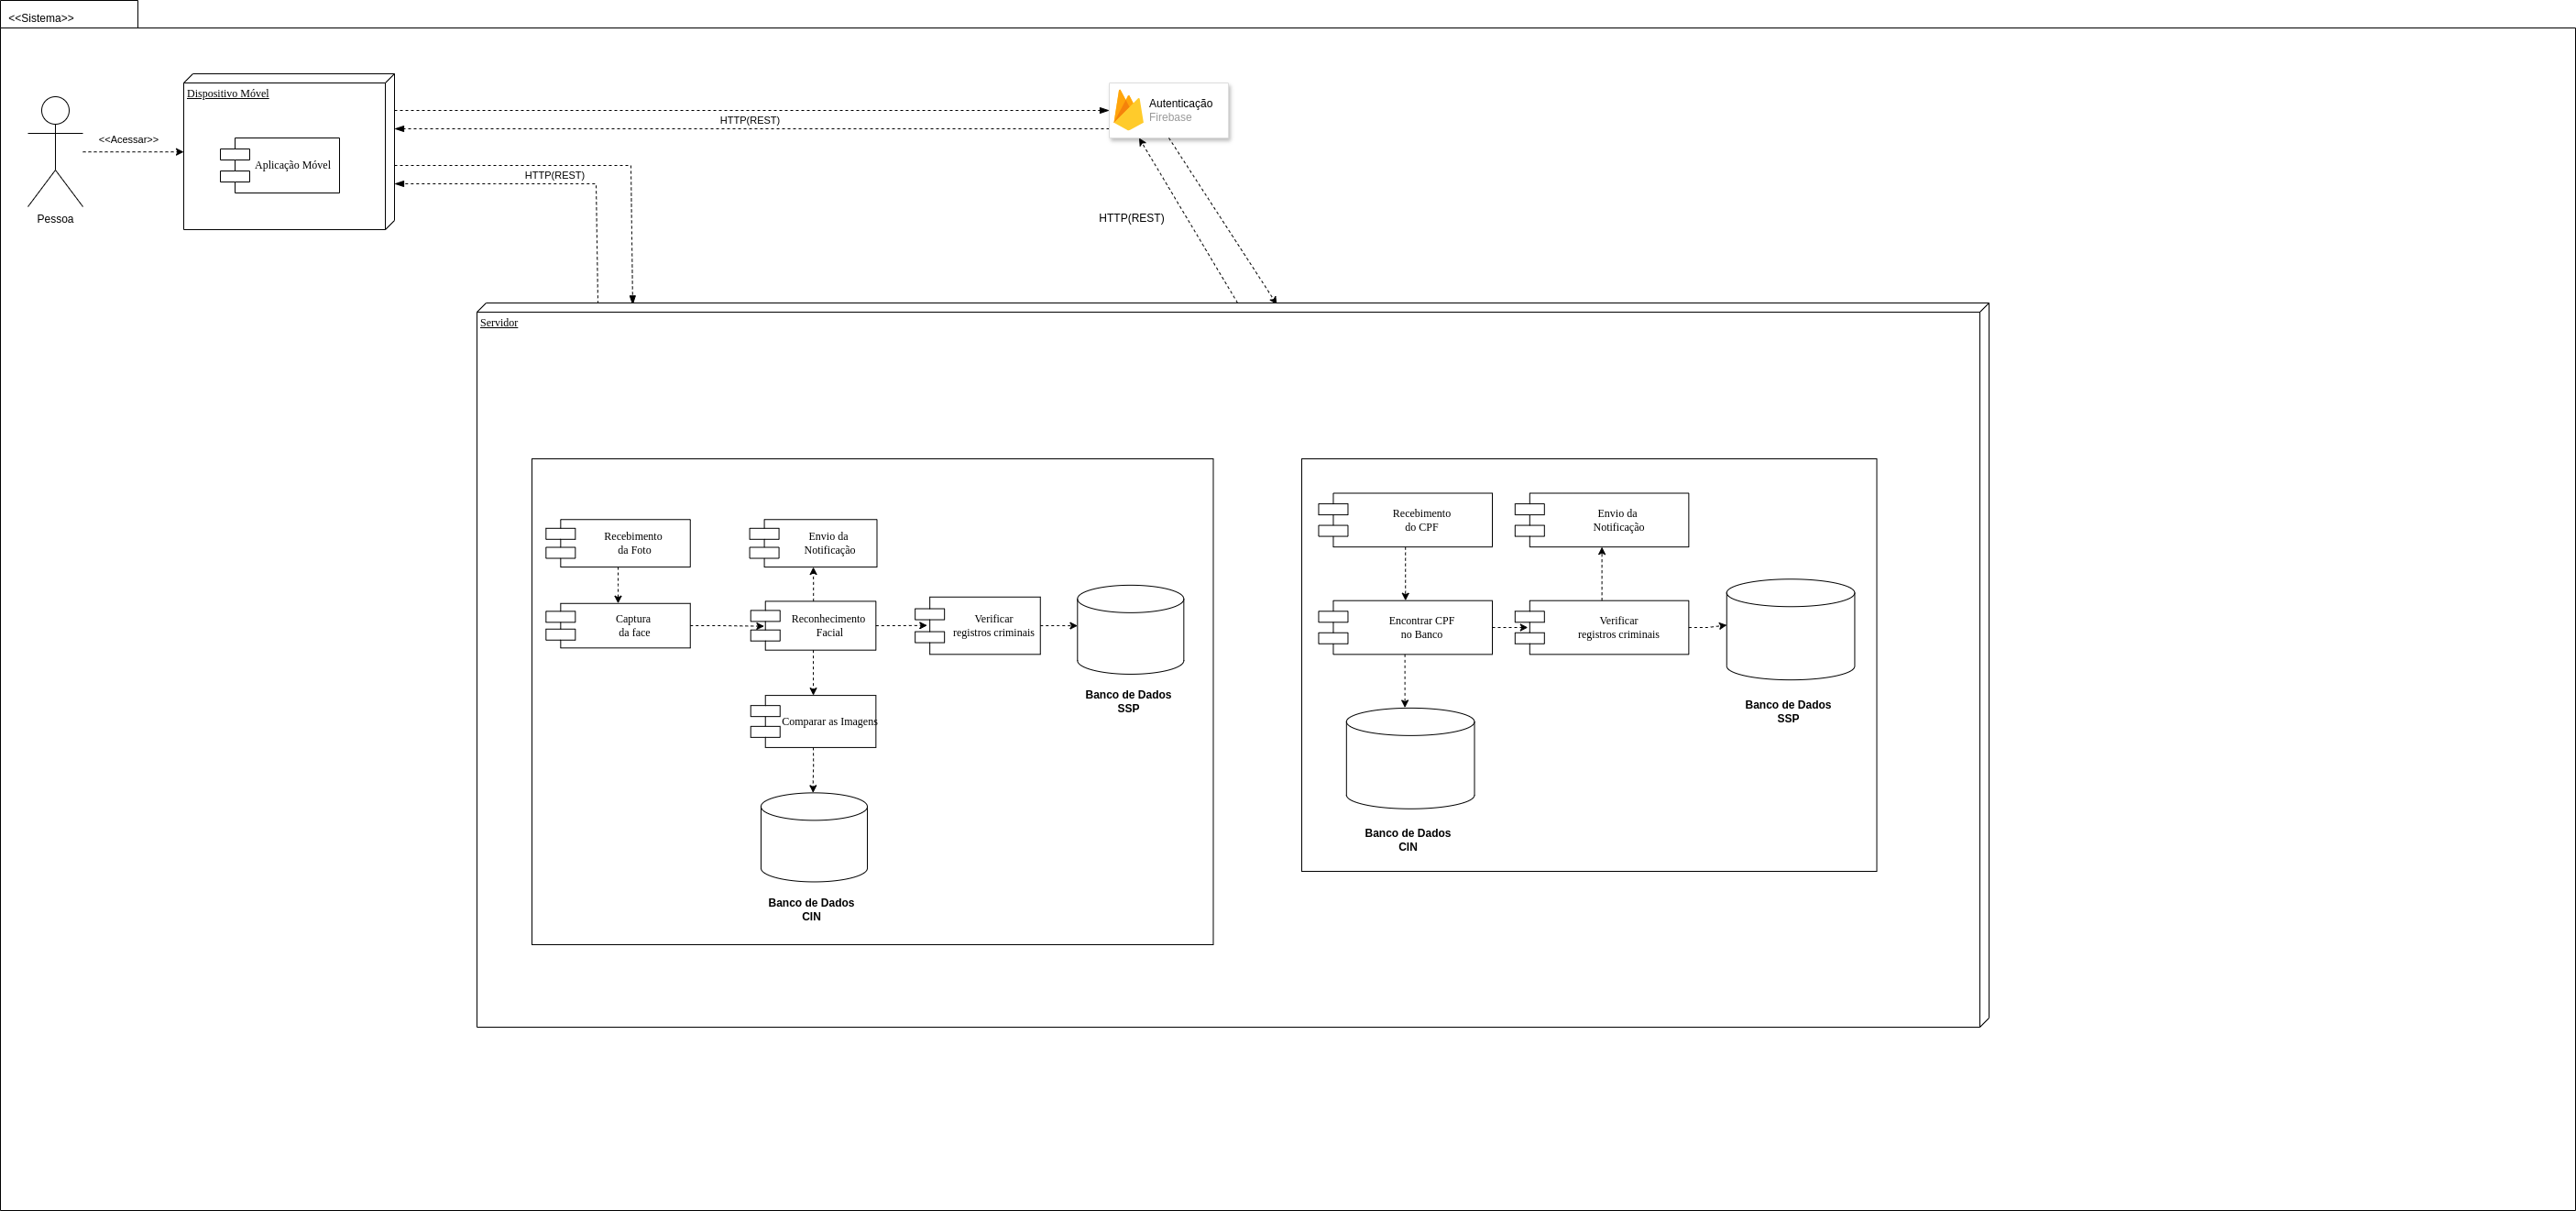 <<Sistema>>
Dispositivo Móvel
<<Acessar>>
Aplicação Móvel
Pessoa
HTTP(REST)
HTTP(REST)
Autenticação
Firebase
HTTP(REST)
Servidor
Recebimento
da Foto
Envio da
Notificação
Captura
da face
Reconhecimento
Facial
Verificar
registros criminais
Banco de Dados
SSP
Comparar as Imagens
Banco de Dados
CIN
Recebimento
do CPF
Envio da
Notificação
Encontrar CPF
no Banco
Verificar
registros criminais
Banco de Dados
SSP
Banco de Dados
CIN